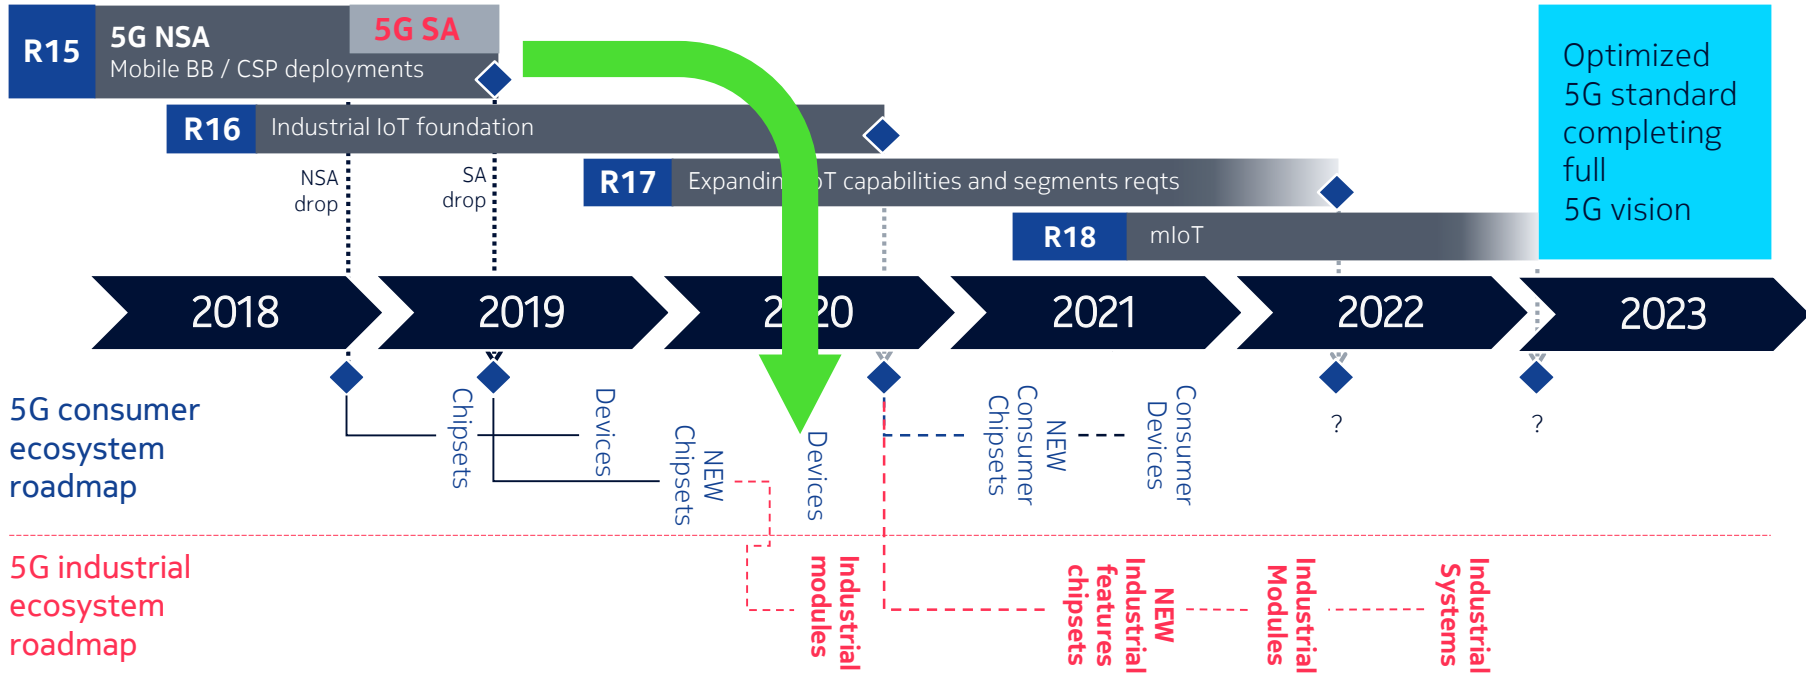 R15
5G NSA
5G SA
Mobile BB / CSP deployments
R16
Industrial IoT foundation
R17
Expandin
oT capabilities and segments reqts
R18
mIoT
Optimized
5G standard
completing
full
5G vision
NSA
drop
SA
drop
2018
2019
2020
2021
2022
2023
5G consumer
ecosystem
roadmap
Chipsets
Devices
NEW
Chipsets
Devices
NEW
Consumer
Chipsets
Consumer
Devices
?
?
5G industrial
ecosystem
roadmap
Industrial
modules
NEW
Industrial
features
chipsets
Industrial
Modules
Industrial
Systems